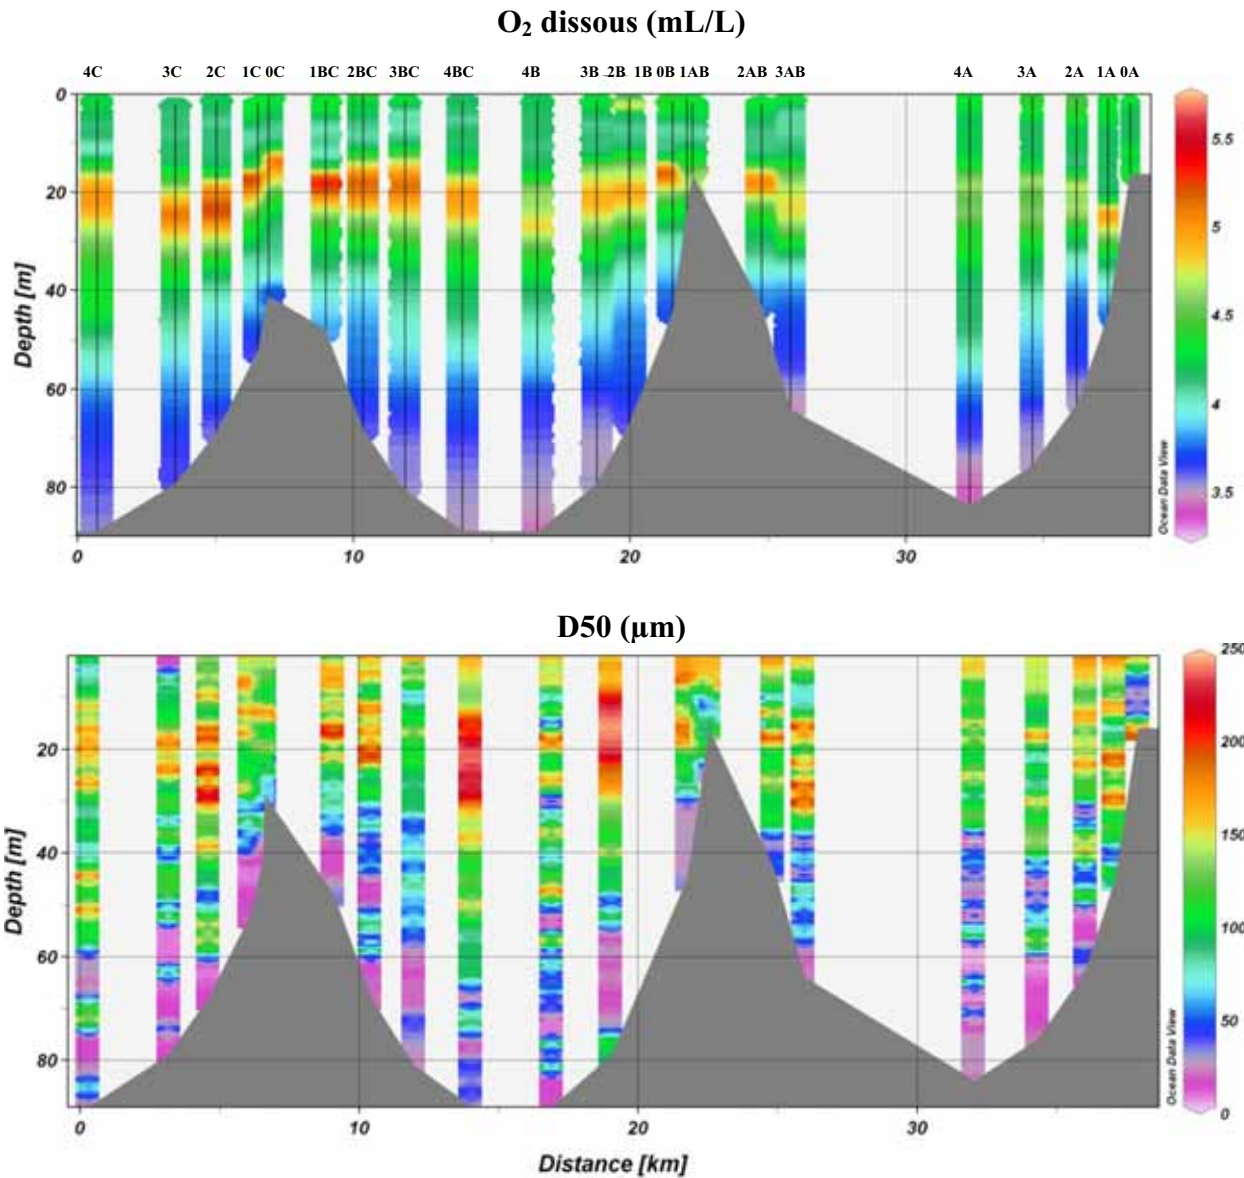 O₂ dissous (mL/L)
4C 3C 2C 1C 0C 1BC 2BC 3BC 4BC 4B 3B 2B 1B 0B 1AB 2AB 3AB 4A 3A 2A 1A 0A
0
20
40
60
80
Depth [m]
0 10 20 30
5.5
5
4.5
4
3.5
Ocean Data View
D50 (µm)
20
40
60
80
Depth [m]
0 10 20 30
Distance [km]
250
200
150
100
50
0
Ocean Data View